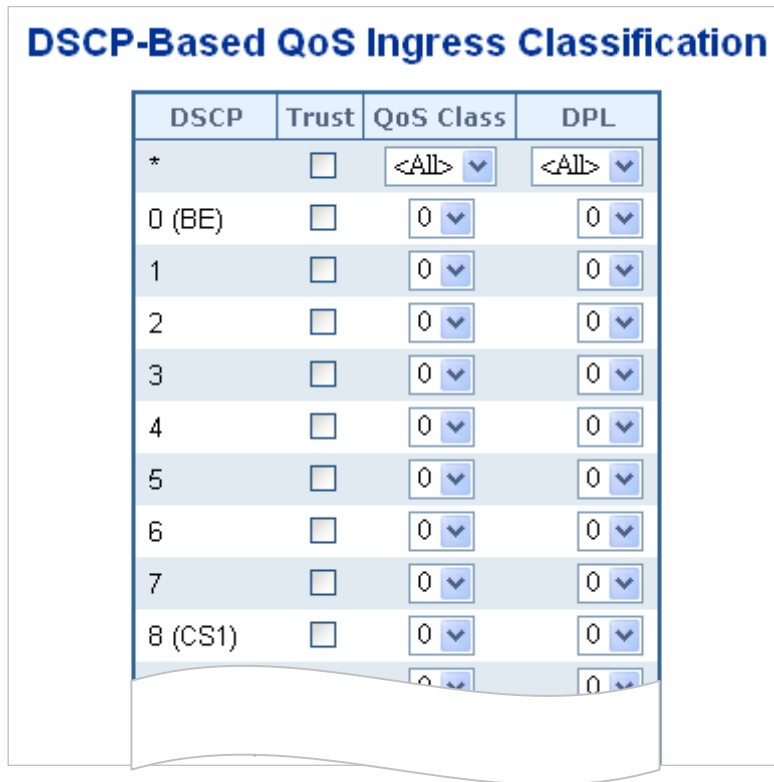 DSCP-Based QoS Ingress Classification
DSCP Trust QoS Class DPL
* <All> <All>
0 (BE) 0 0
1 0 0
2 0 0
3 0 0
4 0 0
5 0 0
6 0 0
7 0 0
8 (CS1) 0 0
0 0